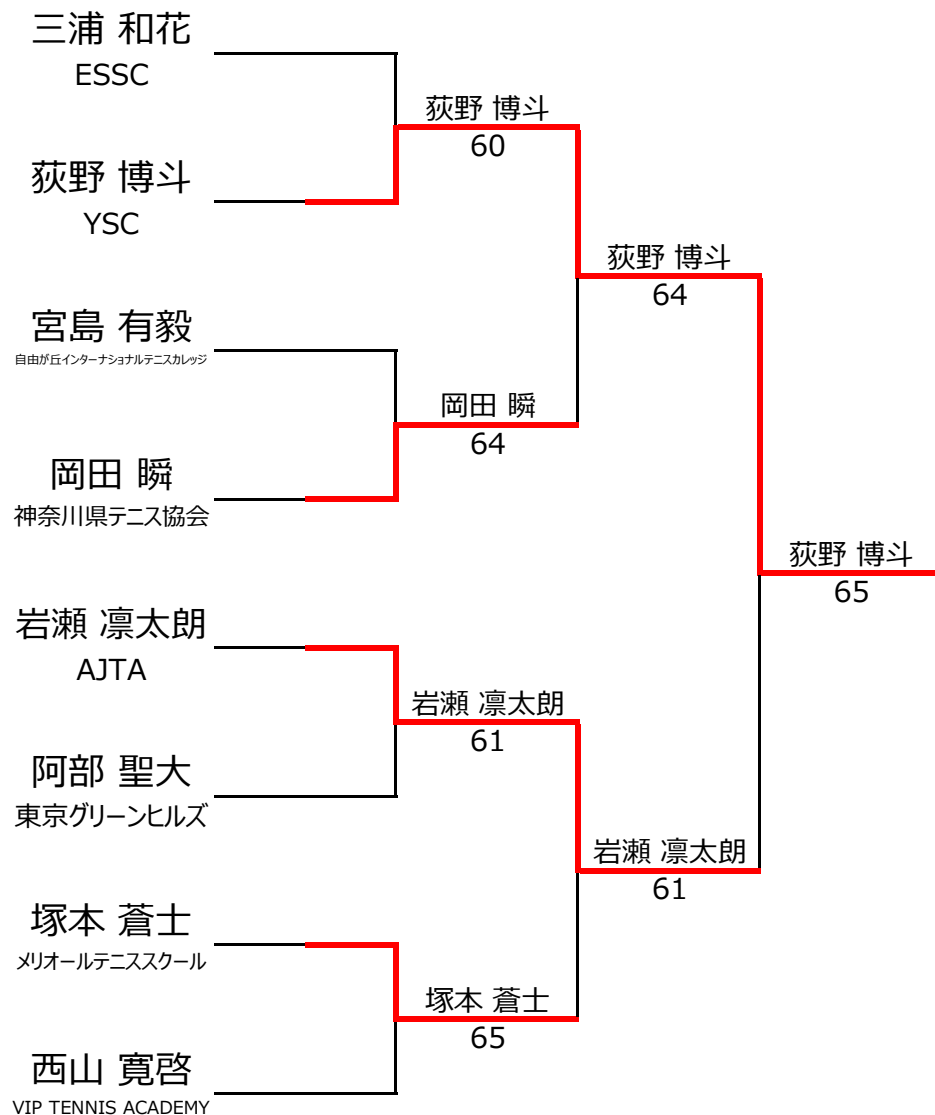 三浦 和花
ESSC
荻野 博斗
60
荻野 博斗
YSC
荻野 博斗
64
宮島 有毅
自由が丘インターナショナルテニスカレッジ
岡田 瞬
64
岡田 瞬
神奈川県テニス協会
荻野 博斗
65
岩瀬 凛太朗
AJTA
岩瀬 凛太朗
61
阿部 聖大
東京グリーンヒルズ
岩瀬 凛太朗
61
塚本 蒼士
メリオールテニススクール
塚本 蒼士
65
西山 寛啓
VIP TENNIS ACADEMY